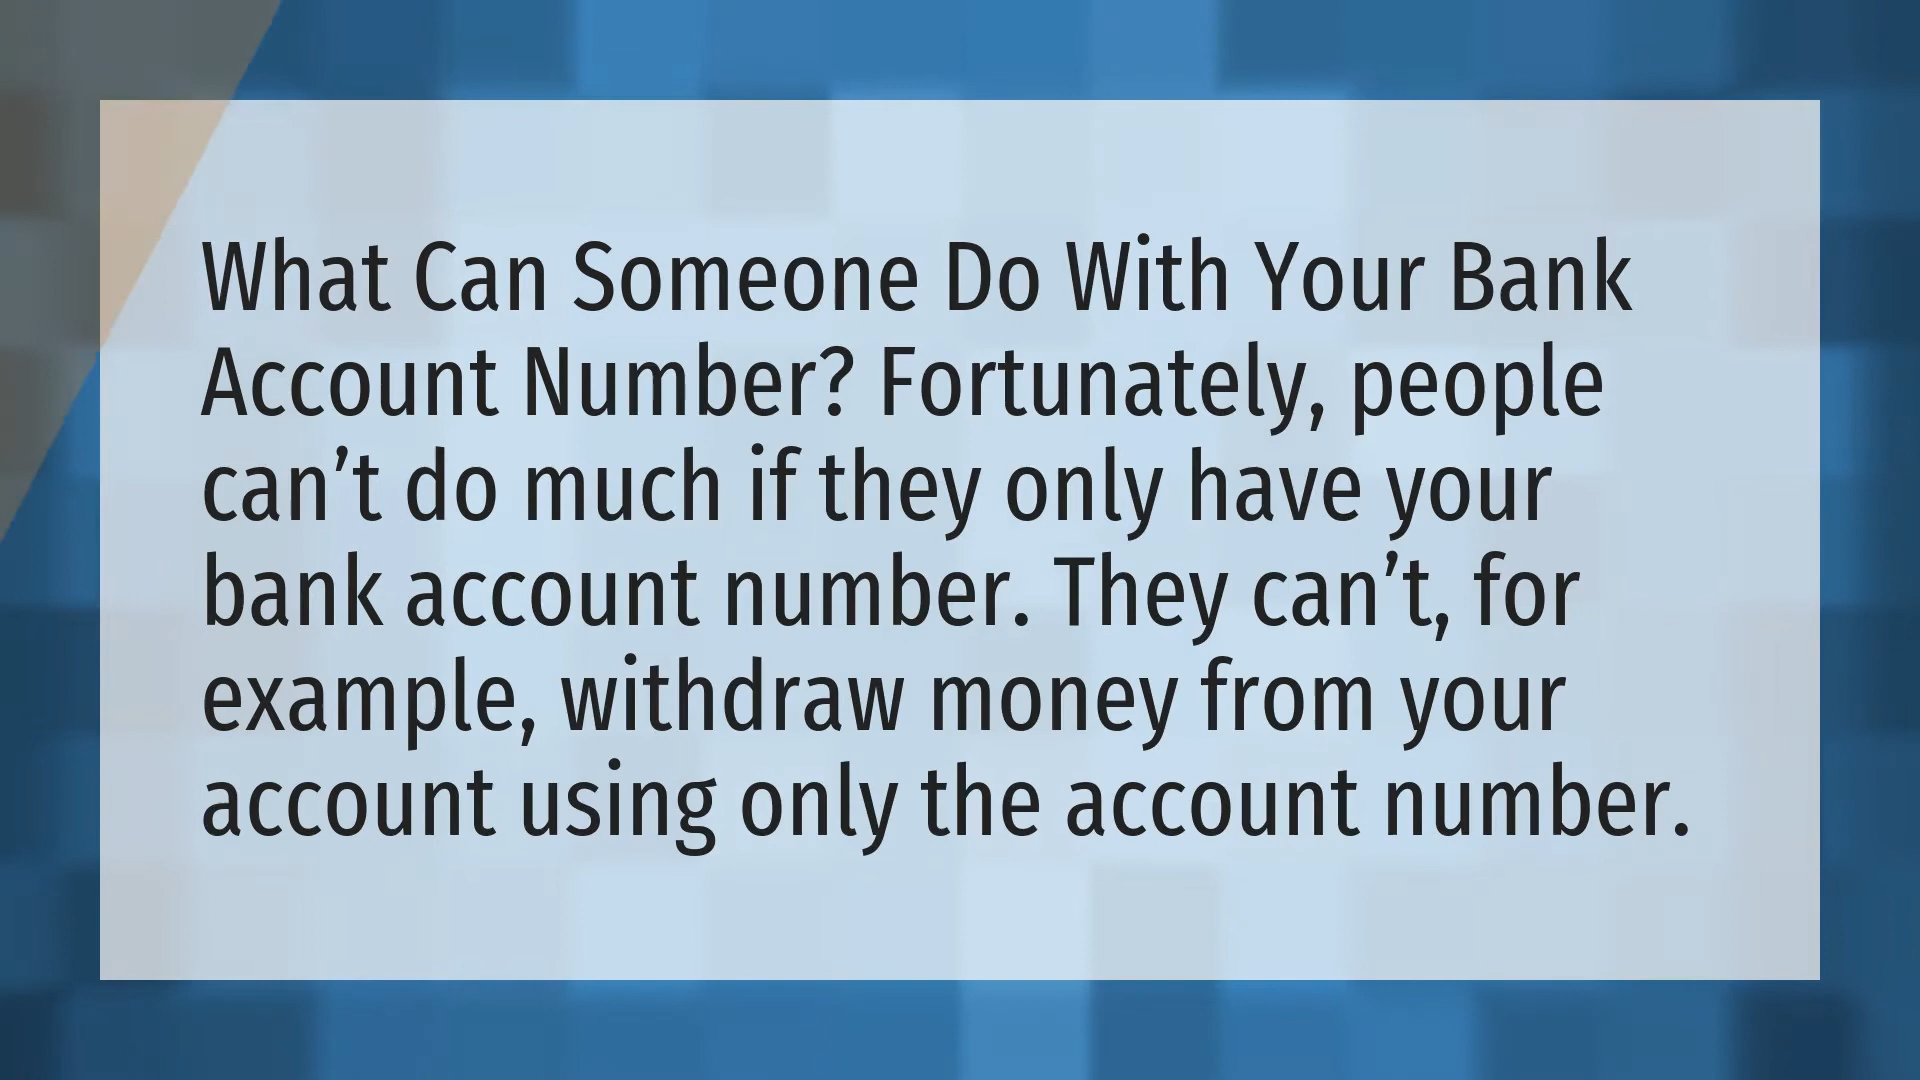 What Can Someone Do With Your Bank
Account Number? Fortunately, people
can’t do much if they only have your
bank account number. They can’t, for
example, withdraw money from your
account using only the account number.